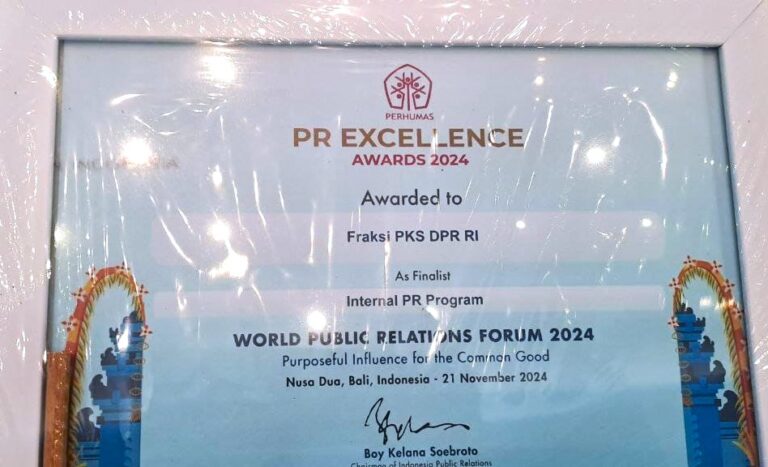 PERHUMAS
PR EXCELLENCE
AWARDS 2024
Awarded to
Fraksi PKS DPR RI
As Finalist
Internal PR Program
WORLD PUBLIC RELATIONS FORUM 2024
Purposeful Influence for the Common Good
Nusa Dua, Bali, Indonesia - 21 November 2024
Boy Kelana Soebroto
Chairman of Indonesia Public Relations